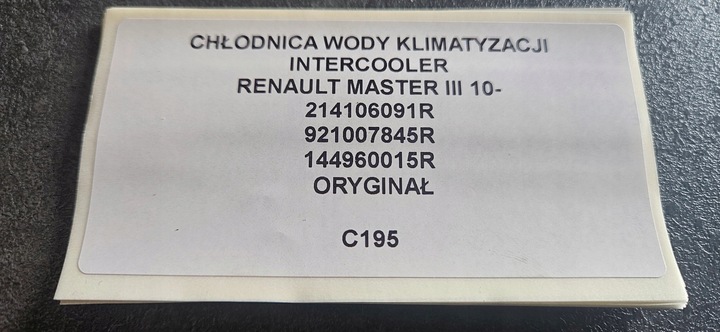 CHŁODNICA WODY KLIMATYZACJI
INTERCOOLER
RENAULT MASTER III 10-
214106091R
921007845R
144960015R
ORYGINAŁ
C195